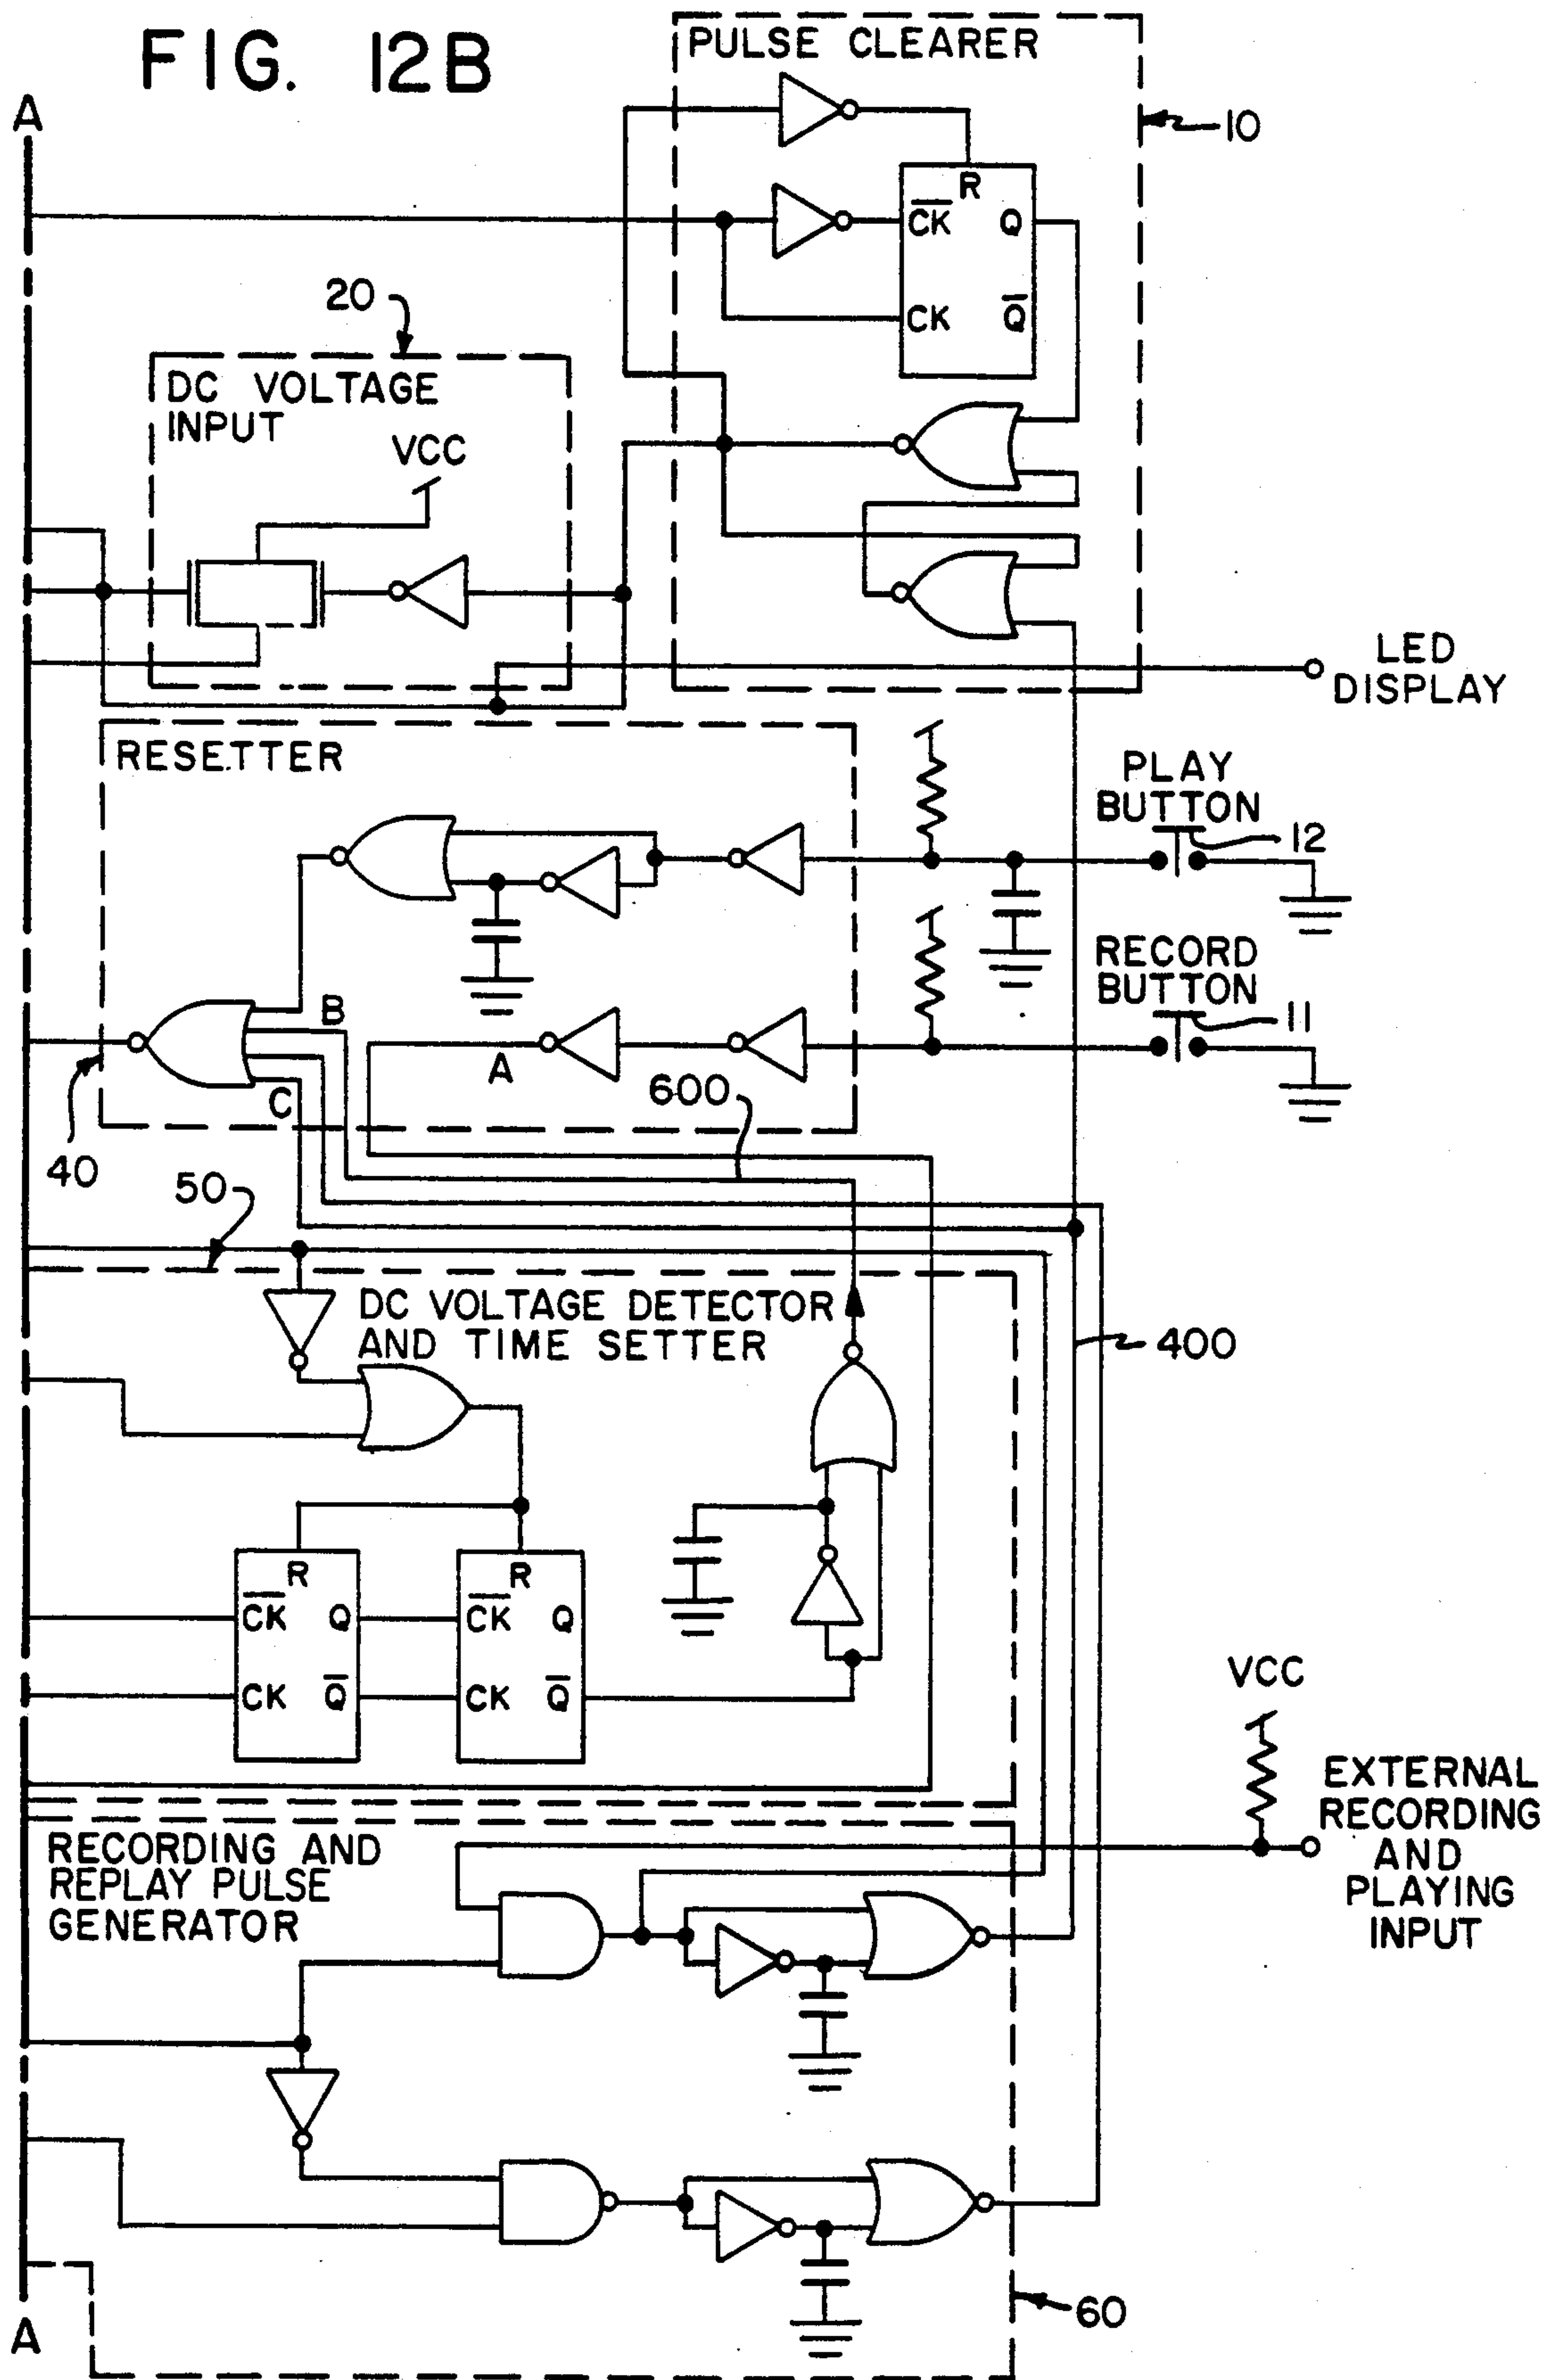 FIG. 12B
PULSE CLEARER
A
10
R
CK
Q
CK
Q
20
DC VOLTAGE
INPUT
VCC
LED
DISPLAY
RESETTER
PLAY
BUTTON
12
RECORD
BUTTON
11
B
A
C
600
40
50
DC VOLTAGE DETECTOR
AND TIME SETTER
400
R
CK
Q
CK
Q
R
CK
Q
CK
Q
VCC
EXTERNAL
RECORDING
AND
PLAYING
INPUT
RECORDING AND
REPLAY PULSE
GENERATOR
60
A